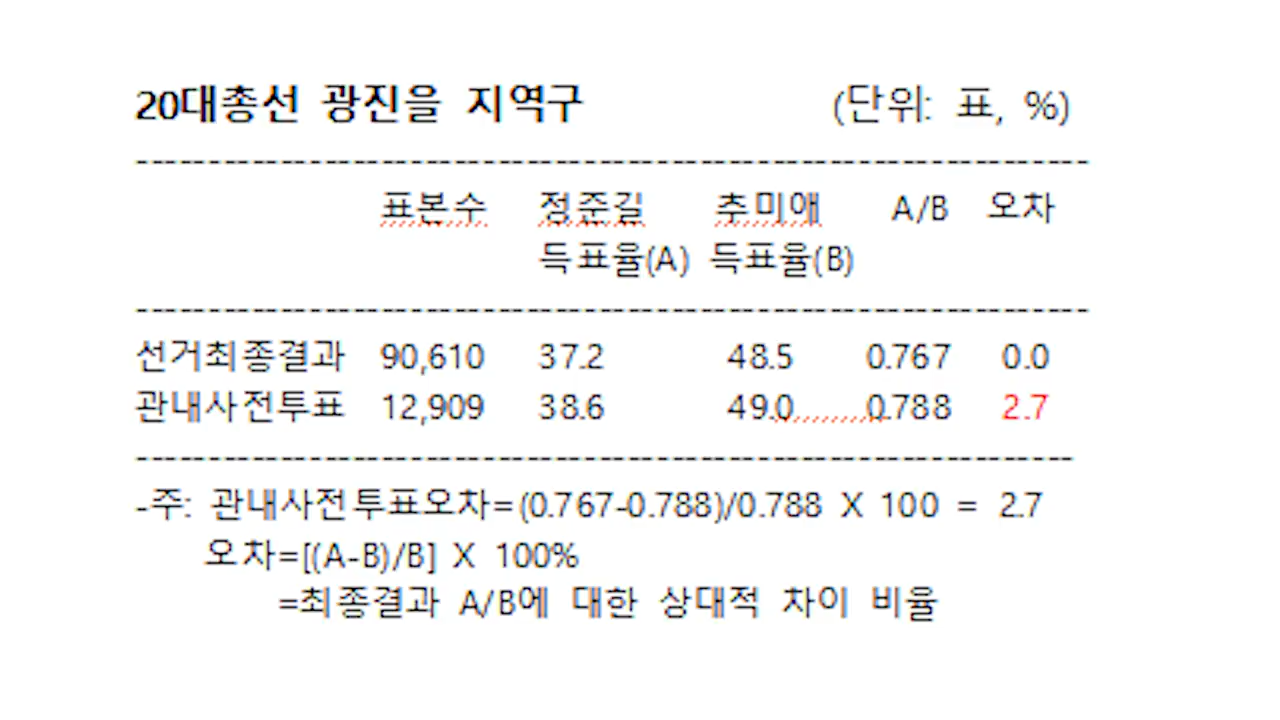 20대총선 광진을 지역구 (단위: 표, %)
--------------------------------------------------------------------
표본수 정준길 추미애 A/B 오차
득표율(A) 득표율(B)
--------------------------------------------------------------------
선거최종결과 90,610 37.2 48.5 0.767 0.0
관내사전투표 12,909 38.6 49.0 0.788 2.7
-------------------------------------------------------------------
-주: 관내사전투표오차=(0.767-0.788)/0.788 X 100 = 2.7
오차=[(A-B)/B] X 100%
=최종결과 A/B에 대한 상대적 차이 비율